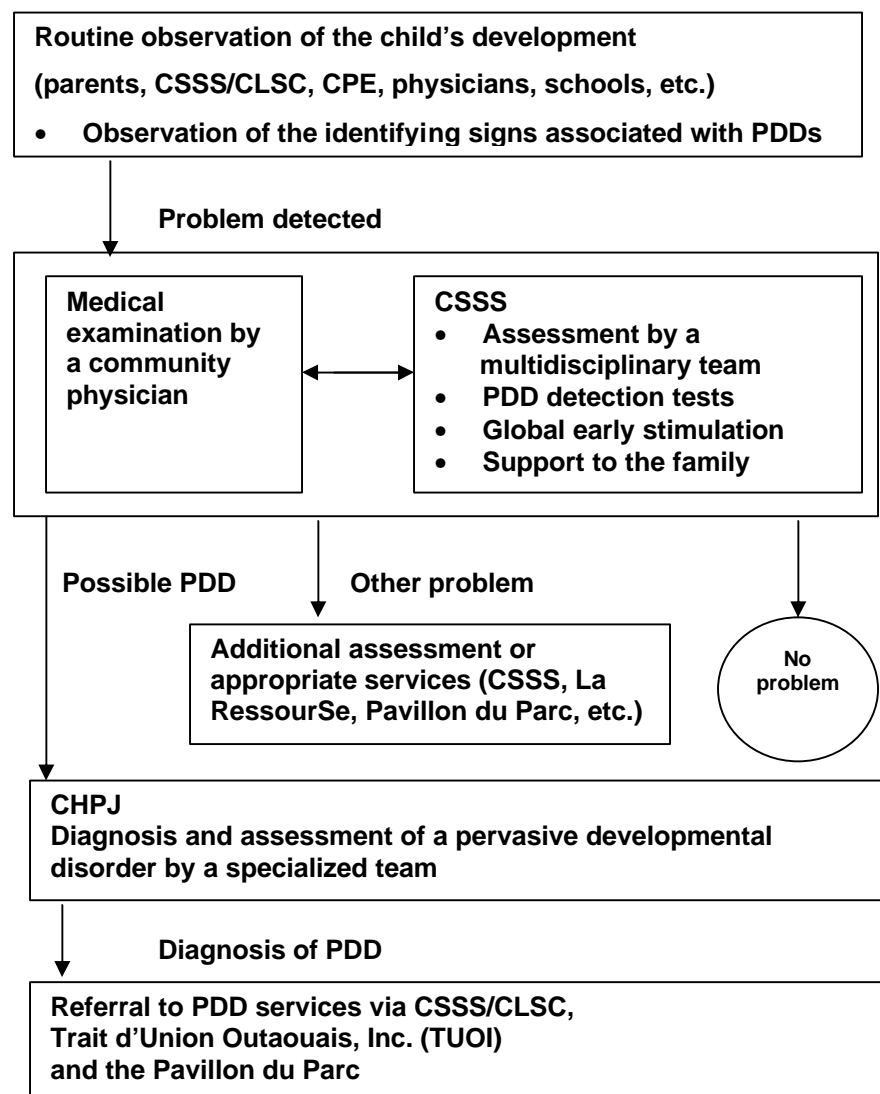 Routine observation of the child’s development
(parents, CSSS/CLSC, CPE, physicians, schools, etc.)
• Observation of the identifying signs associated with PDDs
Problem detected
Medical
examination by
a community
physician
CSSS
• Assessment by a
multidisciplinary team
• PDD detection tests
• Global early stimulation
• Support to the family
Possible PDD
Other problem
Additional assessment or
appropriate services (CSSS, La
RessourSe, Pavillon du Parc, etc.)
No
problem
CHPJ
Diagnosis and assessment of a pervasive developmental
disorder by a specialized team
Diagnosis of PDD
Referral to PDD services via CSSS/CLSC,
Trait d’Union Outaouais, Inc. (TUOI)
and the Pavillon du Parc